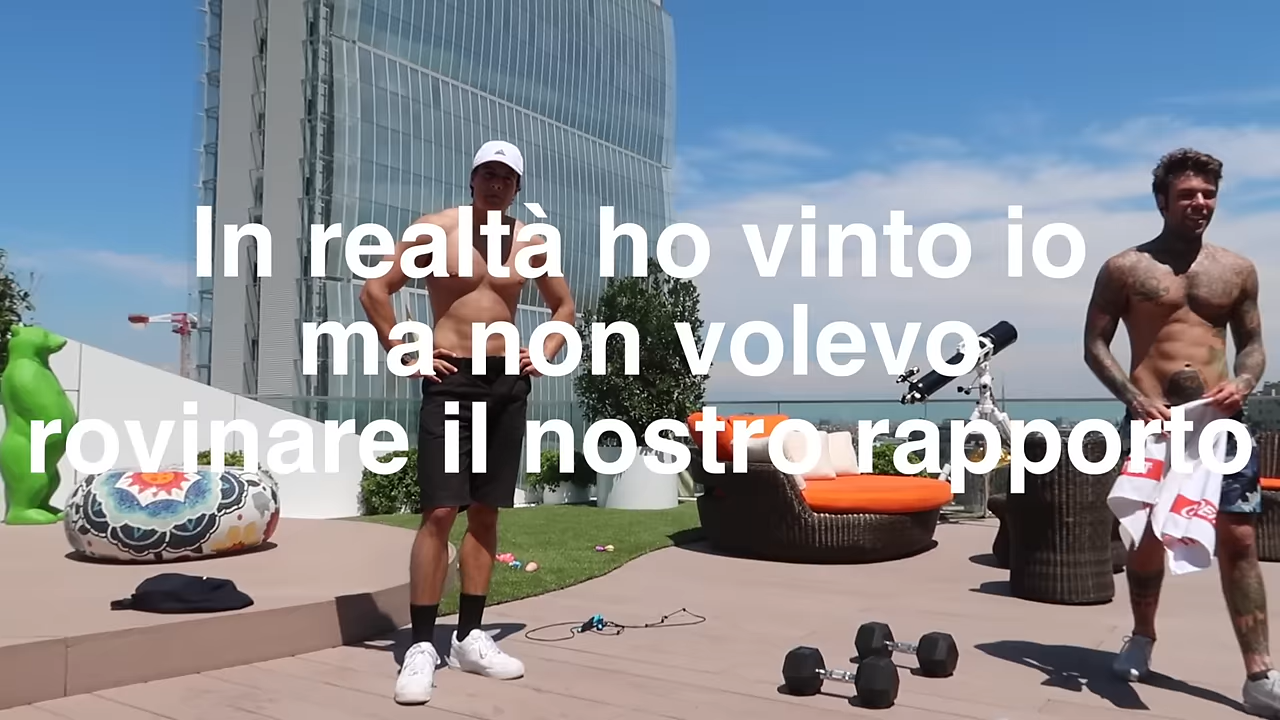 In realtà ho vinto io
ma non volevo
rovinare il nostro rapporto